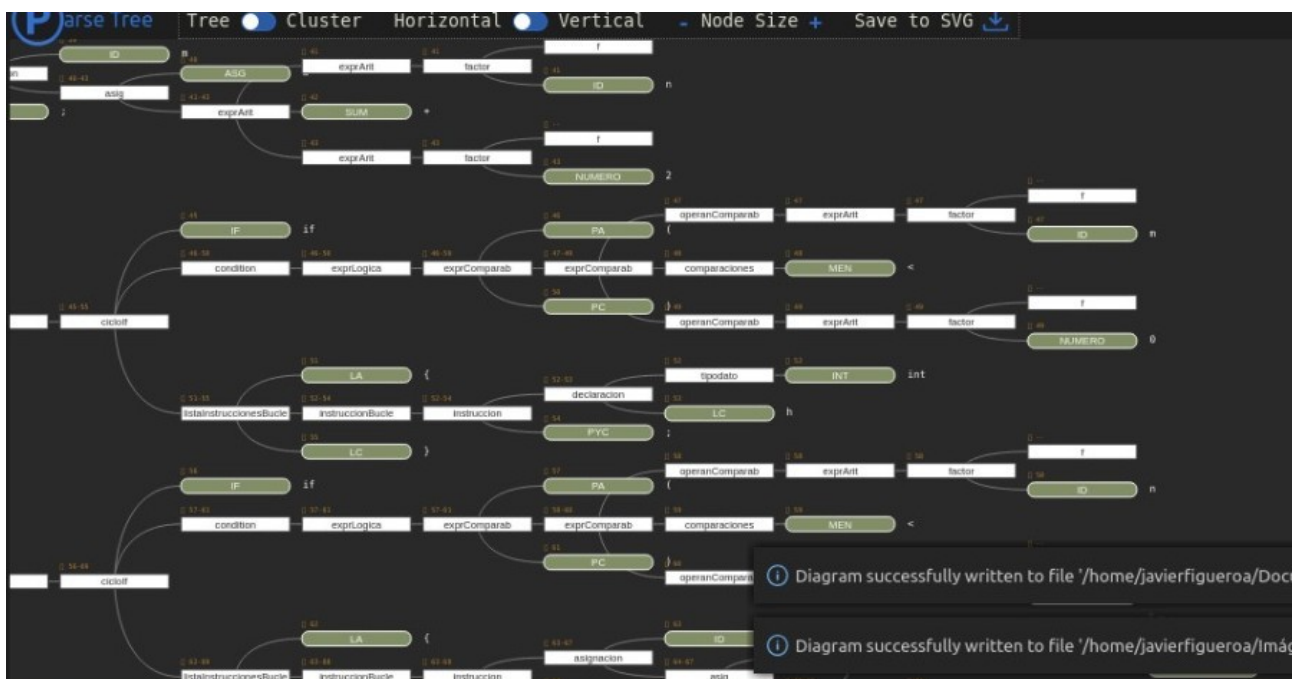 Parse Tree Tree Cluster Horizontal Vertical - Node Size + Save to SVG
ID m
ASG
exprArit factor f
asig
ID n
;
exprArit SUM +
exprArit factor f
NUMERO 2
IF if
PA (
operanComparab exprArit factor f
ID m
condition exprLogica exprComparab exprComparab comparaciones MEN <
PC )
cicloIf
operanComparab exprArit factor f
NUMERO 0
LA {
tipodato INT int
declaracion
listaInstruccionesBucle instruccionBucle instruccion
LC h
PYC ;
LC }
IF if
PA (
operanComparab exprArit factor f
ID n
condition exprLogica exprComparab exprComparab comparaciones MEN <
PC )
cicloIf
operanCompara
Diagram successfully written to file '/home/javierfigueroa/Docu
LA {
ID
asignacion
Diagram successfully written to file '/home/javierfigueroa/Imág
listaInstruccionesBucle instruccionBucle instruccion
asig